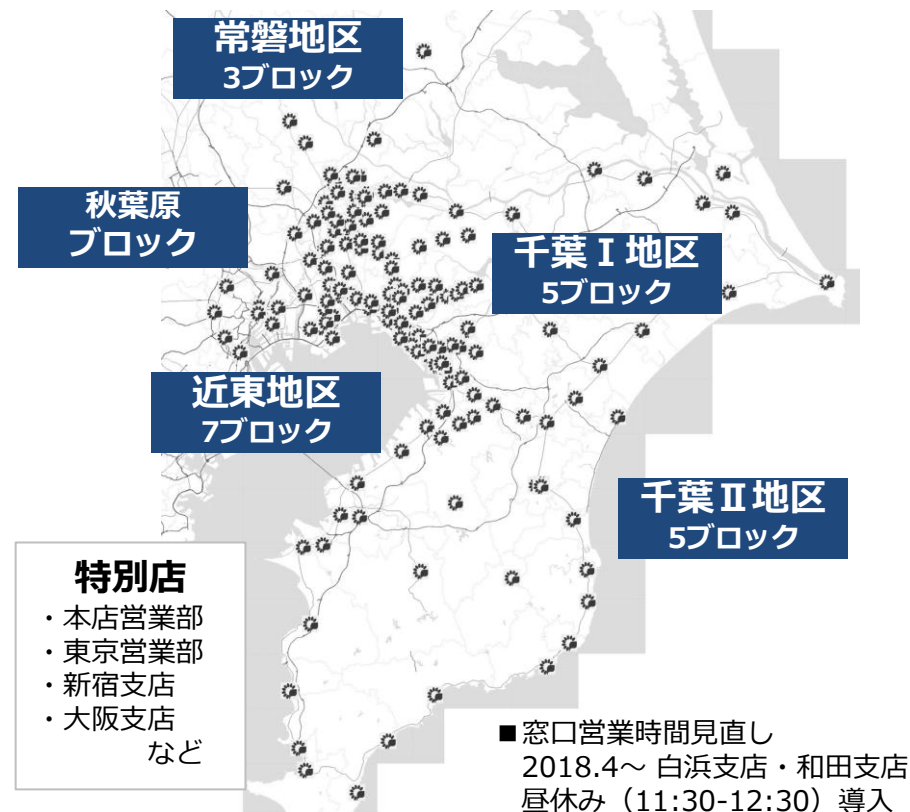 常磐地区
3ブロック
秋葉原
ブロック
千葉Ⅰ地区
5ブロック
近東地区
7ブロック
千葉Ⅱ地区
5ブロック
特別店
・本店営業部
・東京営業部
・新宿支店
・大阪支店
など
■窓口営業時間見直し
2018.4～ 白浜支店・和田支店
昼休み（11:30-12:30）導入